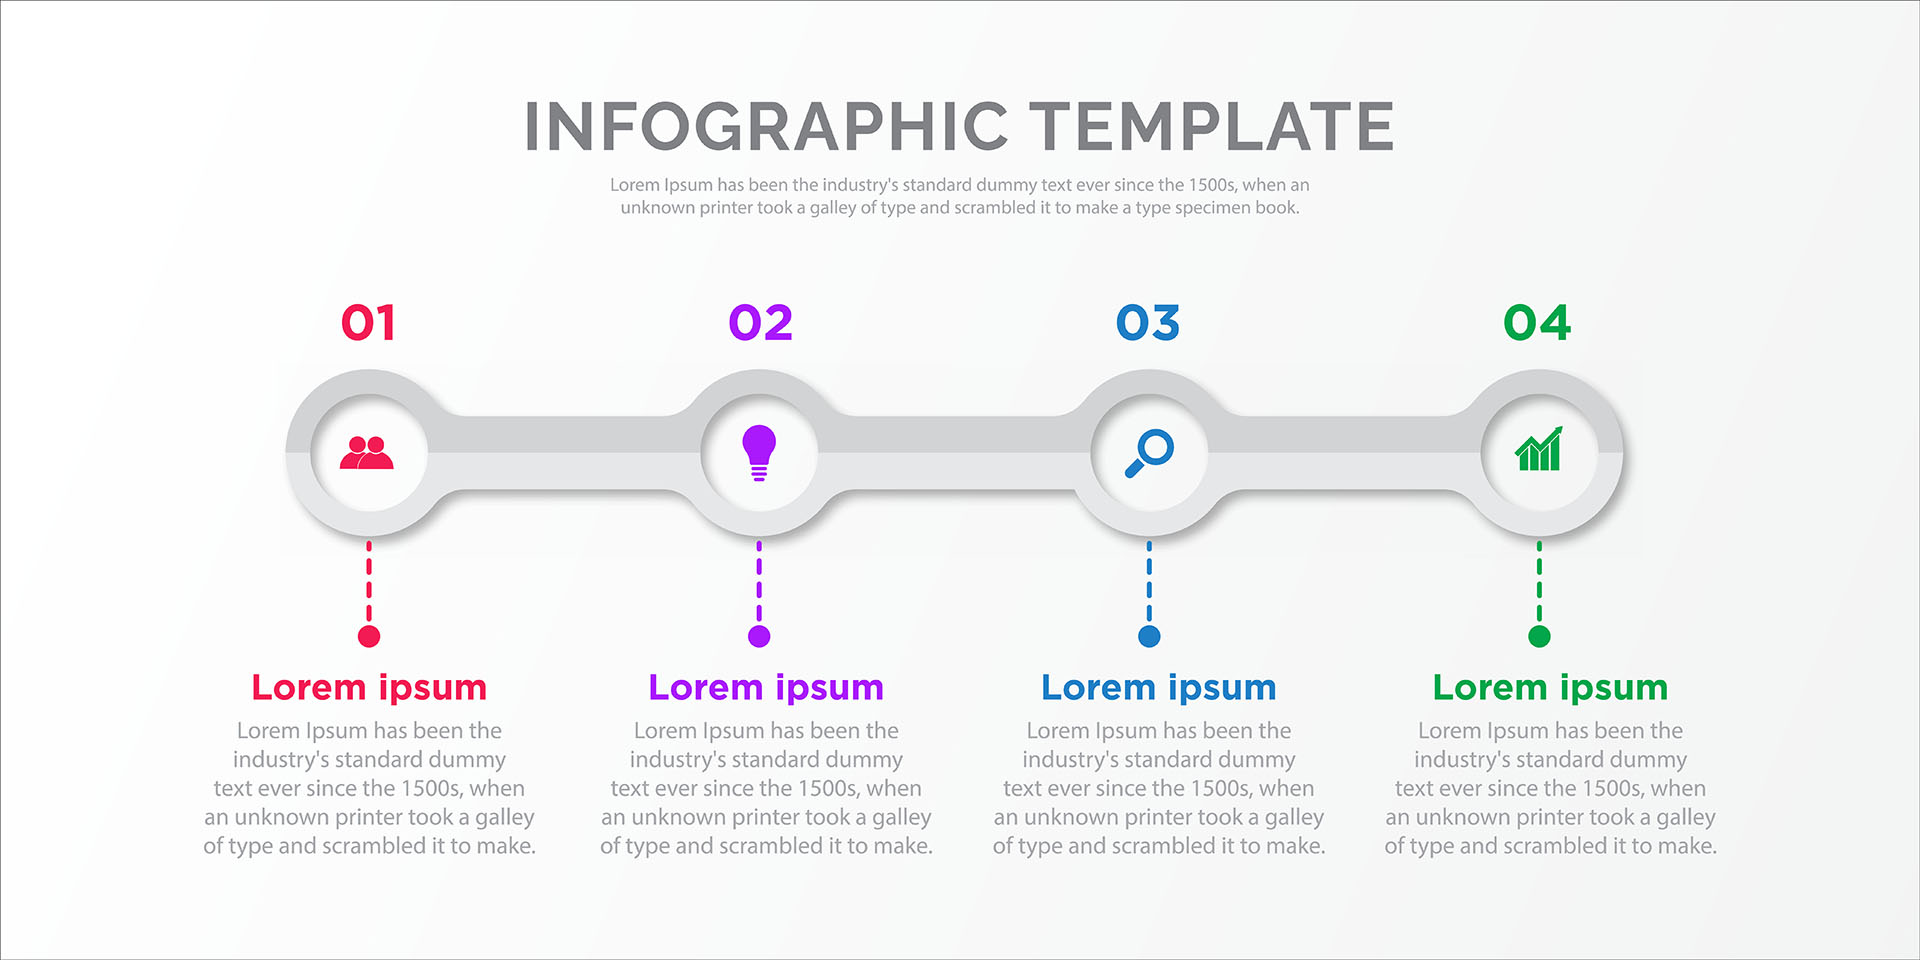 INFOGRAPHIC TEMPLATE
Lorem Ipsum has been the industry's standard dummy text ever since the 1500s, when an
unknown printer took a galley of type and scrambled it to make a type specimen book.
01
02
03
04
Lorem ipsum
Lorem Ipsum has been the
industry's standard dummy
text ever since the 1500s, when
an unknown printer took a galley
of type and scrambled it to make.
Lorem ipsum
Lorem Ipsum has been the
industry's standard dummy
text ever since the 1500s, when
an unknown printer took a galley
of type and scrambled it to make.
Lorem ipsum
Lorem Ipsum has been the
industry's standard dummy
text ever since the 1500s, when
an unknown printer took a galley
of type and scrambled it to make.
Lorem ipsum
Lorem Ipsum has been the
industry's standard dummy
text ever since the 1500s, when
an unknown printer took a galley
of type and scrambled it to make.